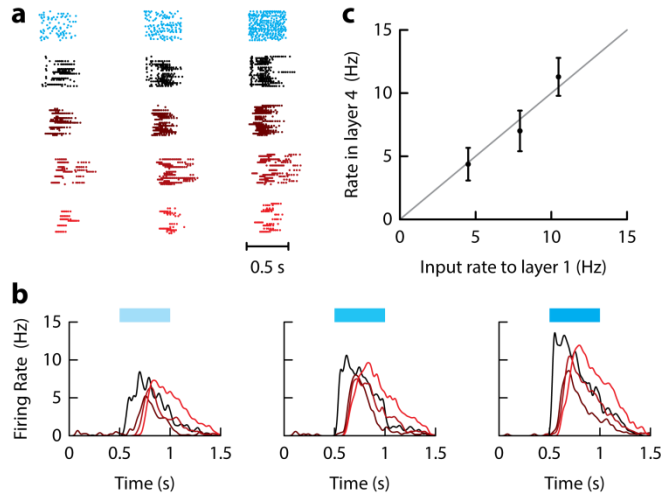 a
0.5 s
c
Rate in layer 4 (Hz)
15
10
5
0
0 5 10 15
Input rate to layer 1 (Hz)
b
Firing Rate
(Hz)
15
10
5
0
0 0.5 1 1.5
0 0.5 1 1.5
0 0.5 1 1.5
Time (s) Time (s) Time (s)